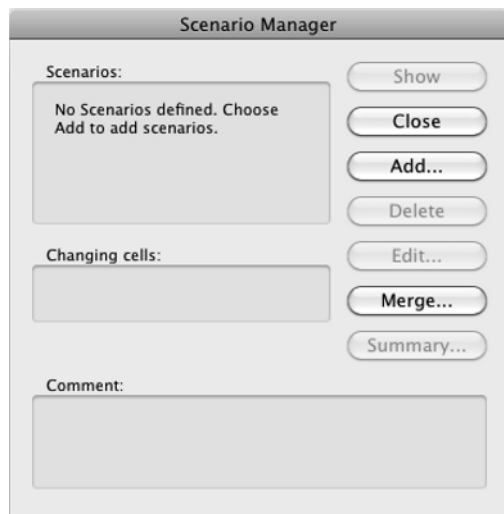 Scenario Manager
Scenarios:
No Scenarios defined. Choose
Add to add scenarios.
Show
Close
Add...
Delete
Changing cells:
Edit...
Merge...
Summary...
Comment: